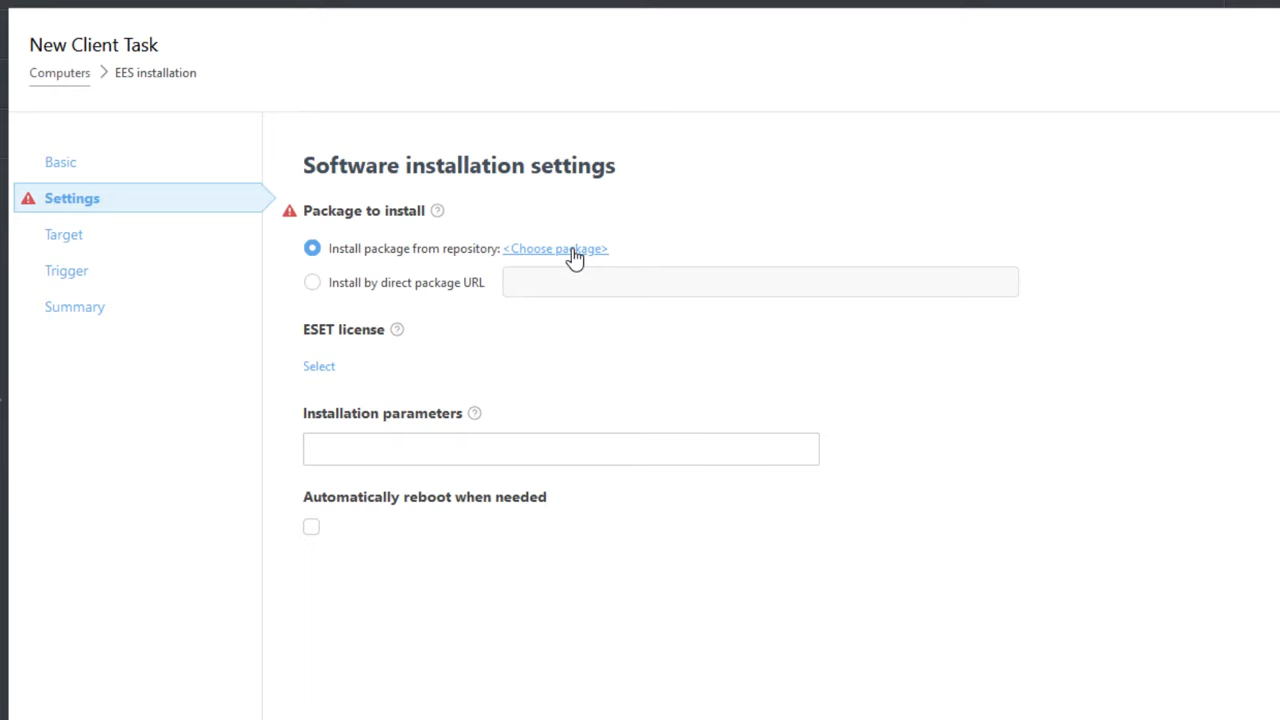 New Client Task
Computers > EES installation
Basic
Settings
Target
Trigger
Summary
Software installation settings
Package to install ?
Install package from repository: <Choose package>
Install by direct package URL
ESET license ?
Select
Installation parameters ?
Automatically reboot when needed